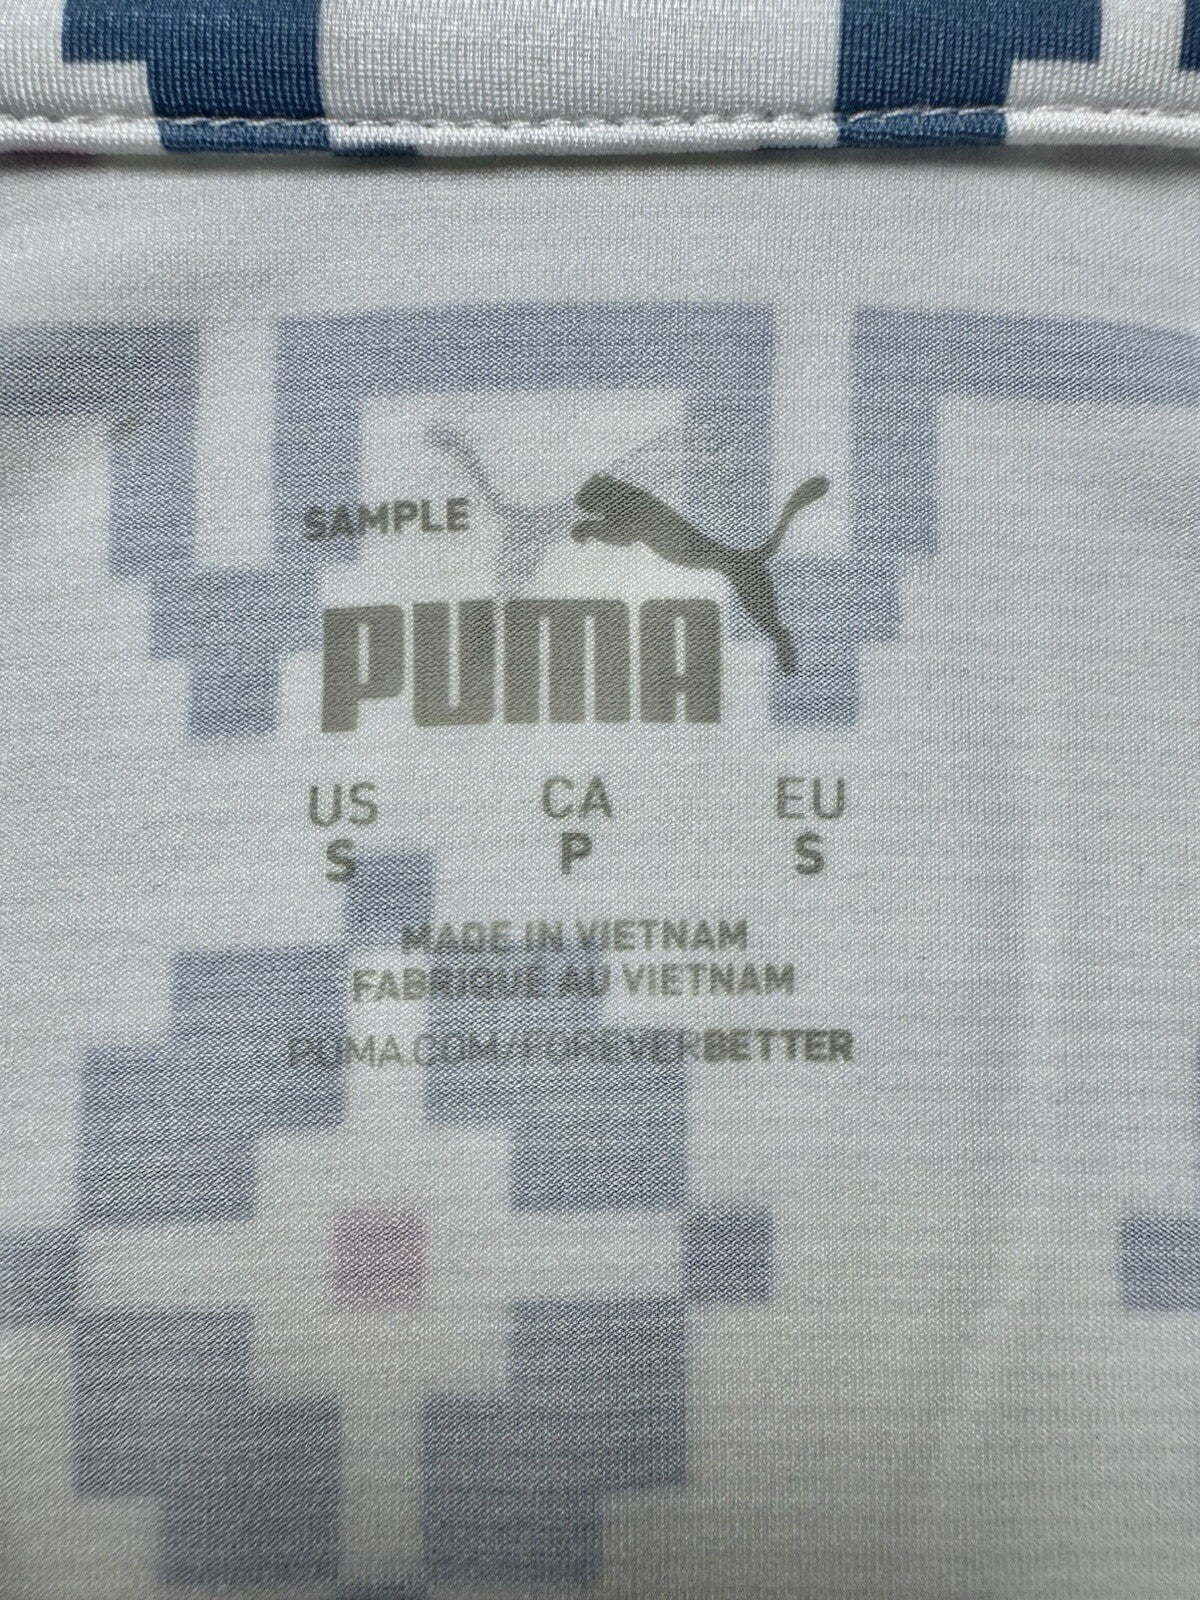 SAMPLE
PUMA
US CA EU
S P S
MADE IN VIETNAM
FABRIQUÉ AU VIETNAM
PUMA.COM/FOREVERBETTER